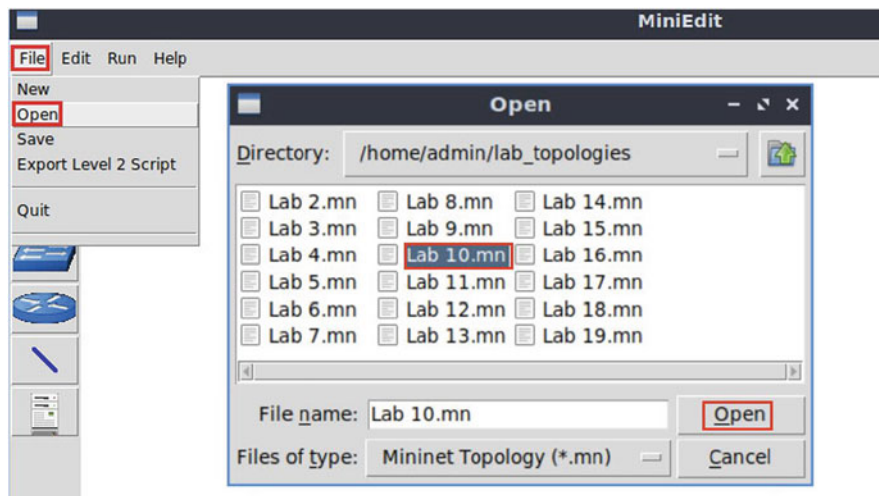 MiniEdit
File Edit Run Help
New
Open
Save
Export Level 2 Script
Quit
Open
Directory: /home/admin/lab_topologies
Lab 2.mn Lab 8.mn Lab 14.mn
Lab 3.mn Lab 9.mn Lab 15.mn
Lab 4.mn Lab 10.mn Lab 16.mn
Lab 5.mn Lab 11.mn Lab 17.mn
Lab 6.mn Lab 12.mn Lab 18.mn
Lab 7.mn Lab 13.mn Lab 19.mn
File name: Lab 10.mn Open
Files of type: Mininet Topology (*.mn) Cancel